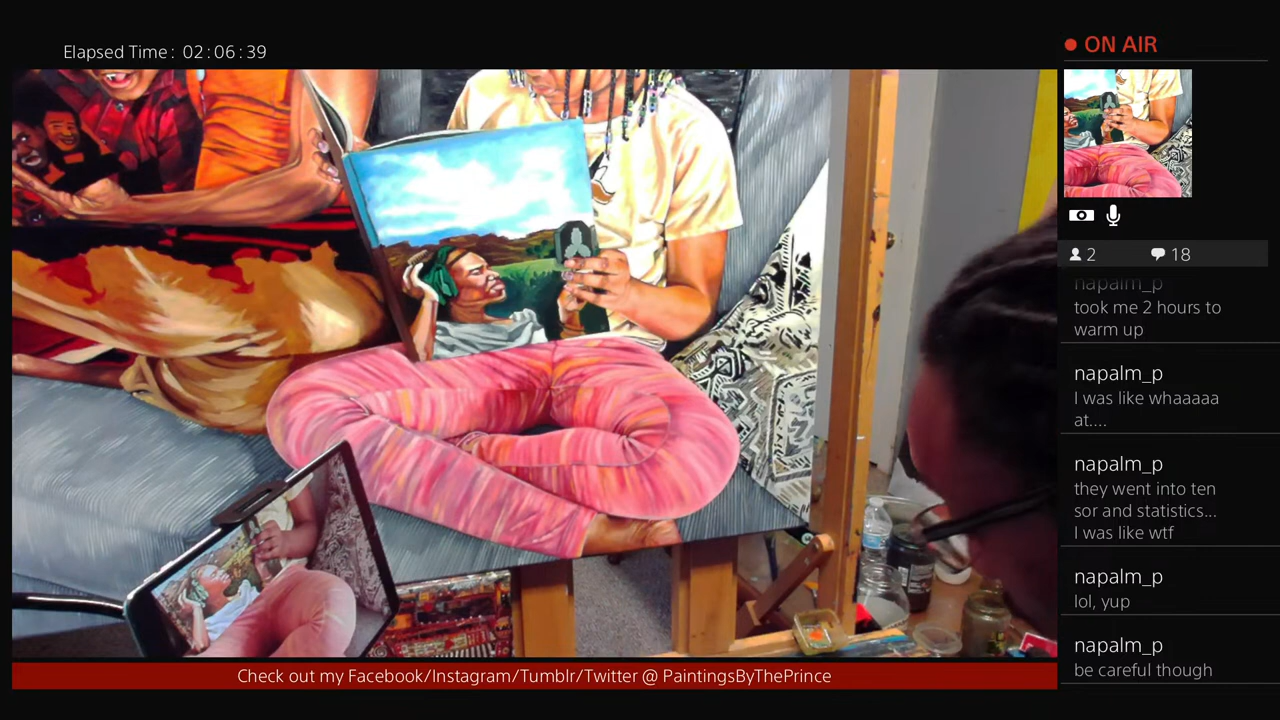 Elapsed Time: 02:06:39
ON AIR
2
18
napalm_p
took me 2 hours to
warm up
napalm_p
I was like whaaaaa
at....
napalm_p
they went into ten
sor and statistics...
I was like wtf
napalm_p
lol, yup
napalm_p
be careful though
Check out my Facebook/Instagram/Tumblr/Twitter @ PaintingsByThePrince